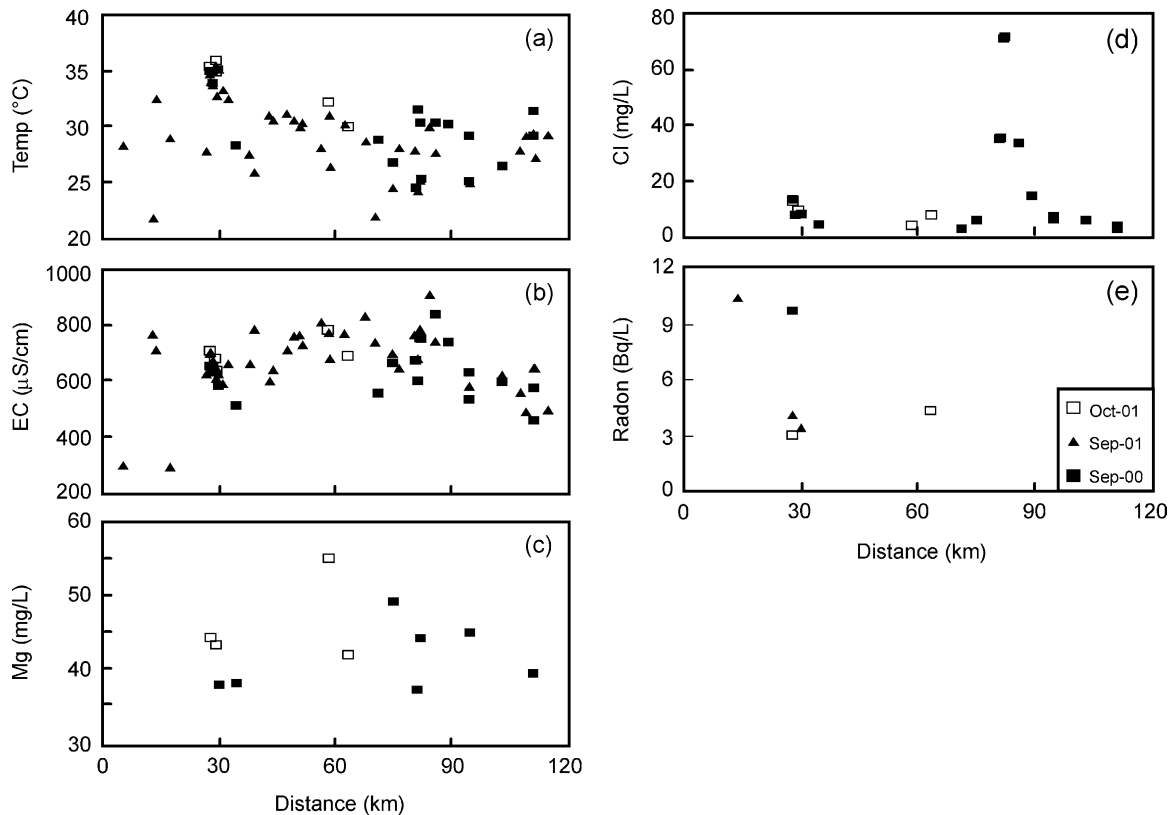 (a)
Temp (°C)
40
35
30
25
20
(b)
EC (μS/cm)
1000
800
600
400
200
(c)
Mg (mg/L)
60
50
40
30
0 30 60 90 120
Distance (km)
(d)
Cl (mg/L)
80
60
40
20
0
(e)
Radon (Bq/L)
12
9
6
3
0
Oct-01
Sep-01
Sep-00
0 30 60 90 120
Distance (km)